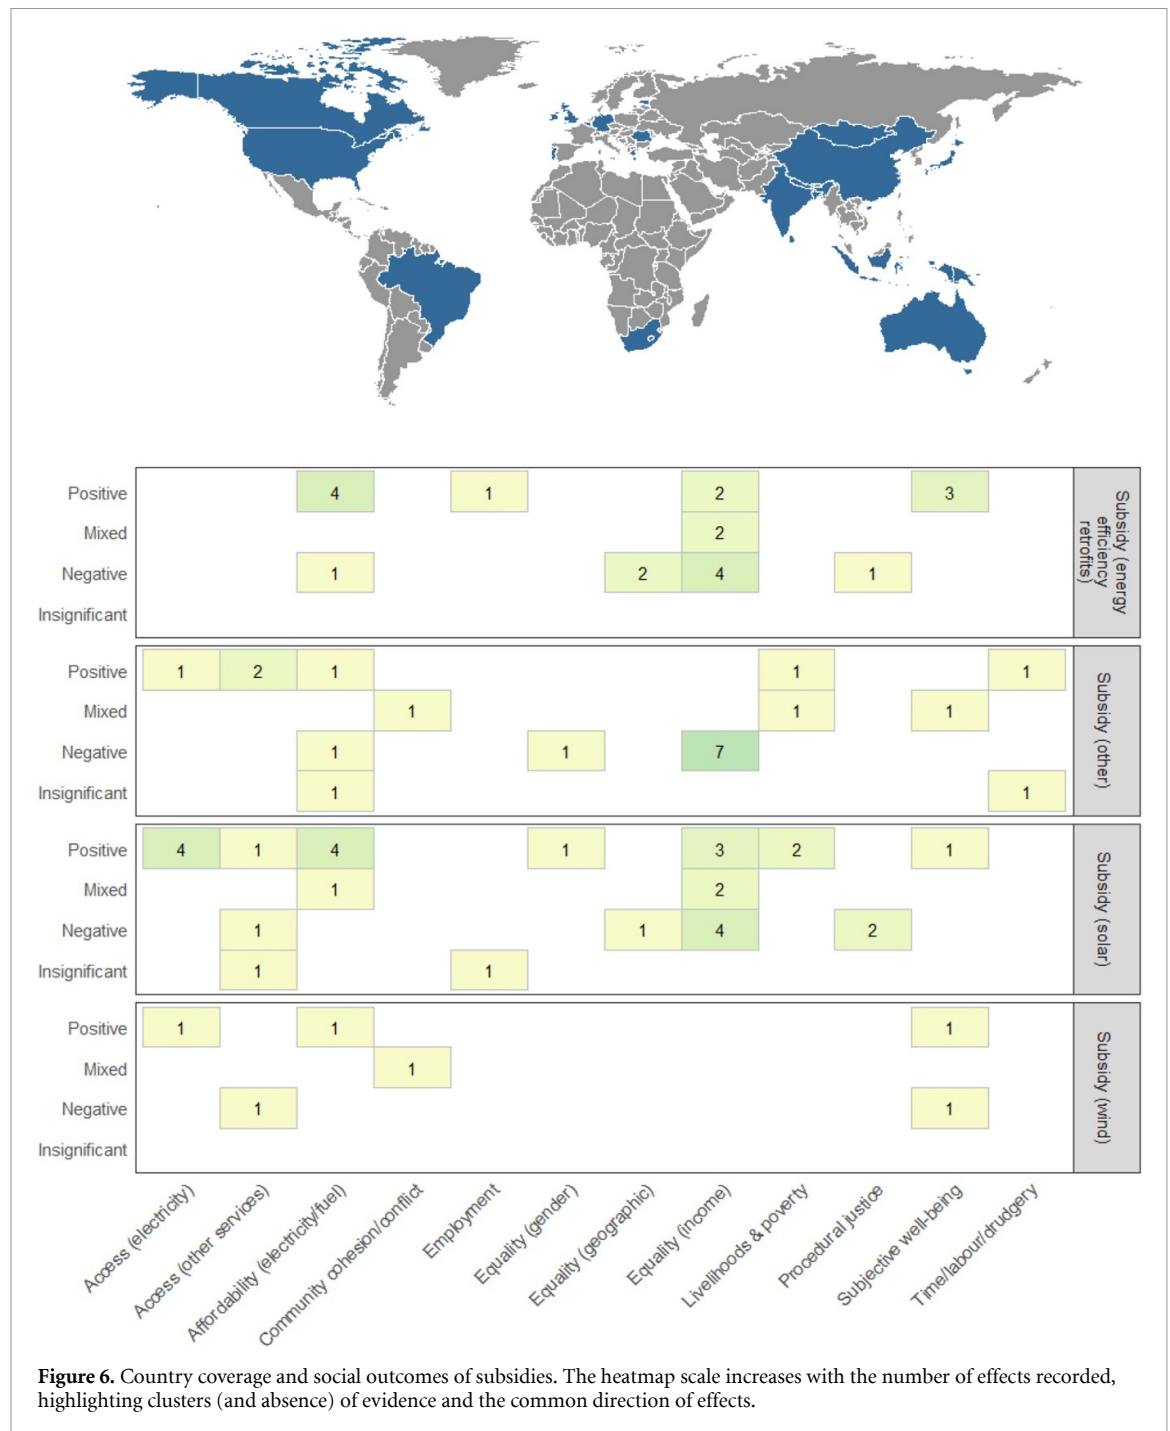 Positive 4 1 2 3
Mixed 2
Negative 1 2 4 1
Insignificant
Subsidy (energy
efficiency
retrofits)
Positive 1 2 1 1 1
Mixed 1 1 1
Negative 1 1 7
Insignificant 1 1
Subsidy (other)
Positive 4 1 4 1 3 2 1
Mixed 1 2
Negative 1 1 4 2
Insignificant 1 1
Subsidy (solar)
Positive 1 1 1
Mixed 1
Negative 1 1
Insignificant
Subsidy (wind)
Access (electricity)
Access (other services)
Affordability (electricity/fuel)
Community cohesion/conflict
Employment
Equality (gender)
Equality (geographic)
Equality (income)
Livelihoods & poverty
Procedural justice
Subjective well-being
Time/labour/drudgery
Figure 6. Country coverage and social outcomes of subsidies. The heatmap scale increases with the number of effects recorded,
highlighting clusters (and absence) of evidence and the common direction of effects.